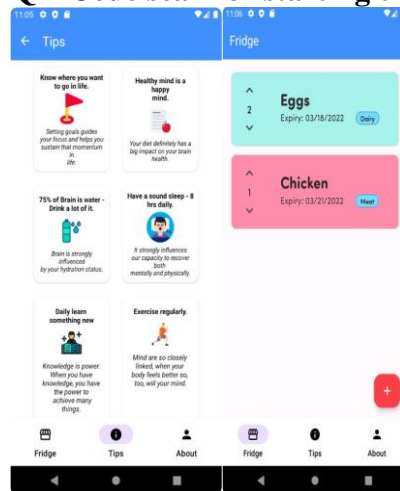 11:05
Tips
Know where you want
to go in life.
Setting goals guides
your focus and helps you
sustain that momentum
in
life.
Healthy mind is a
happy
mind.
Your diet definitely has a
big impact on your brain
health.
75% of Brain is water -
Drink a lot of it.
Brain is strongly
influenced
by your hydration status.
Have a sound sleep - 8
hrs daily.
It strongly influences
our capacity to recover
both
mentally and physically.
Daily learn
something new
Knowledge is power.
When you have
knowledge, you have
the power to
achieve many
things.
Exercise regularly.
Mind are so closely
linked, when your
body feels better so,
too, will your mind.
Fridge
Tips
About
11:06
Fridge
2
Eggs
Expiry: 03/18/2022
Dairy
1
Chicken
Expiry: 03/21/2022
Meat
+
Fridge
Tips
About